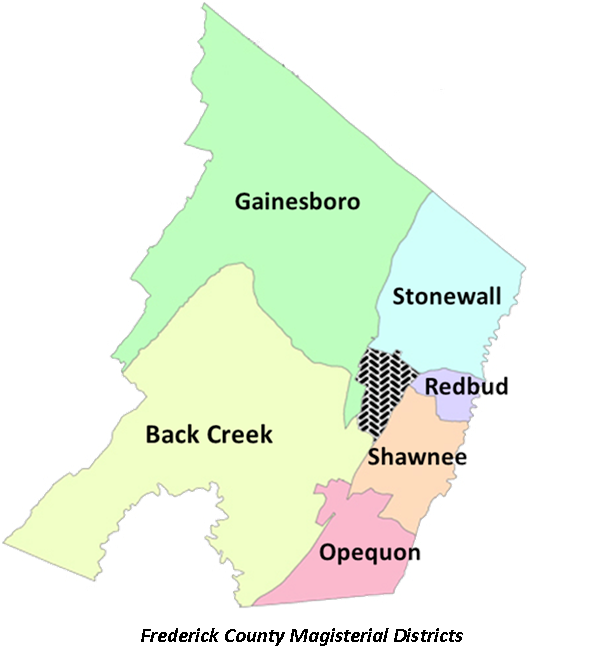 Gainesboro
Stonewall
Redbud
Back Creek
Shawnee
Opequon
Frederick County Magisterial Districts